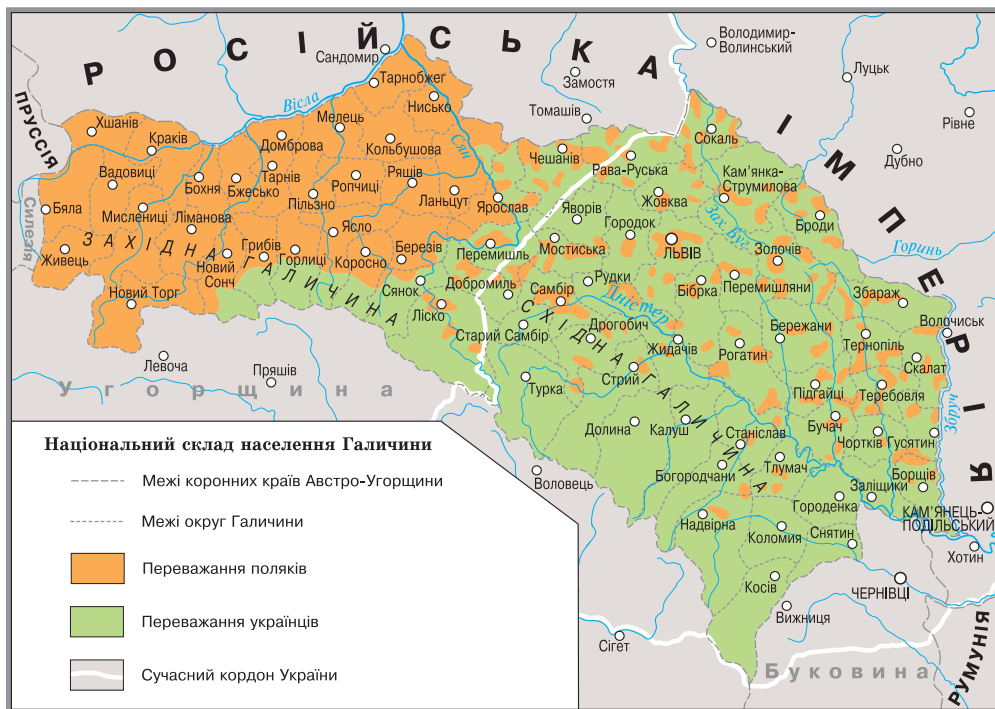 РОСІЙСЬКА ІМПЕРІЯ
ПРУССІЯ
Силезія
Угорщина
Буковина
РУМУНІЯ
ЗАХІДНА ГАЛИЧИНА
СХІДНА ГАЛИЧИНА
Вісла
Сян
Зах. Буг
Дністер
Горинь
Збруч
Сандомир
Тарнобжег
Нисько
Замостя
Томашів
Володимир-
Волинський
Луцьк
Рівне
Дубно
Хшанів
Краків
Вадовиці
Бяла
Живець
Мислениці
Бохня
Ліманова
Бжесько
Домброва
Тарнів
Мелець
Кольбушова
Ропчиці
Ряшів
Пільзно
Ланьцут
Ясло
Новий Торг
Новий
Сонч
Грибів
Горлиці
Коросно
Березів
Сянок
Ліско
Ярослав
Чешанів
Перемишль
Добромиль
Рава-Руська
Сокаль
Кам'янка-
Струмилова
Яворів
Жовква
Городок
Мостиська
ЛЬВІВ
Броди
Золочів
Рудки
Самбір
Бібрка
Перемишляни
Збараж
Волочиськ
Старий Самбір
Дрогобич
Жидачів
Рогатин
Бережани
Тернопіль
Скалат
Турка
Стрий
Підгайці
Теребовля
Долина
Калуш
Станіслав
Бучач
Чортків
Гусятин
Богородчани
Тлумач
Борщів
Заліщики
Городенка
КАМ'ЯНЕЦЬ-
ПОДІЛЬСЬКИЙ
Надвірна
Коломия
Снятин
Хотин
Косів
ЧЕРНІВЦІ
Вижниця
Сігет
Воловець
Левоча
Пряшів
Національний склад населення Галичини
Межі коронних країв Австро-Угорщини
Межі округ Галичини
Переважання поляків
Переважання українців
Сучасний кордон України